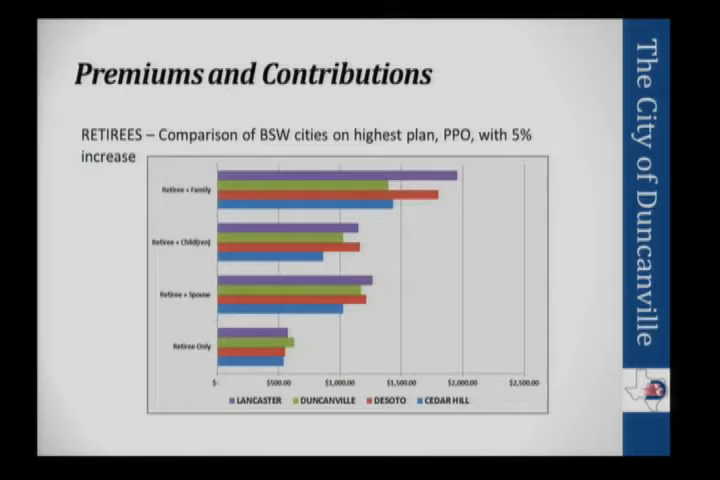 Premiums and Contributions
RETIREES – Comparison of BSW cities on highest plan, PPO, with 5%
increase
Retiree + Family
Retiree + Child(ren)
Retiree + Spouse
Retiree Only
$- $500.00 $1,000.00 $1,500.00 $2,000.00 $2,500.00
LANCASTER DUNCANVILLE DESOTO CEDAR HILL
The City of Duncanville